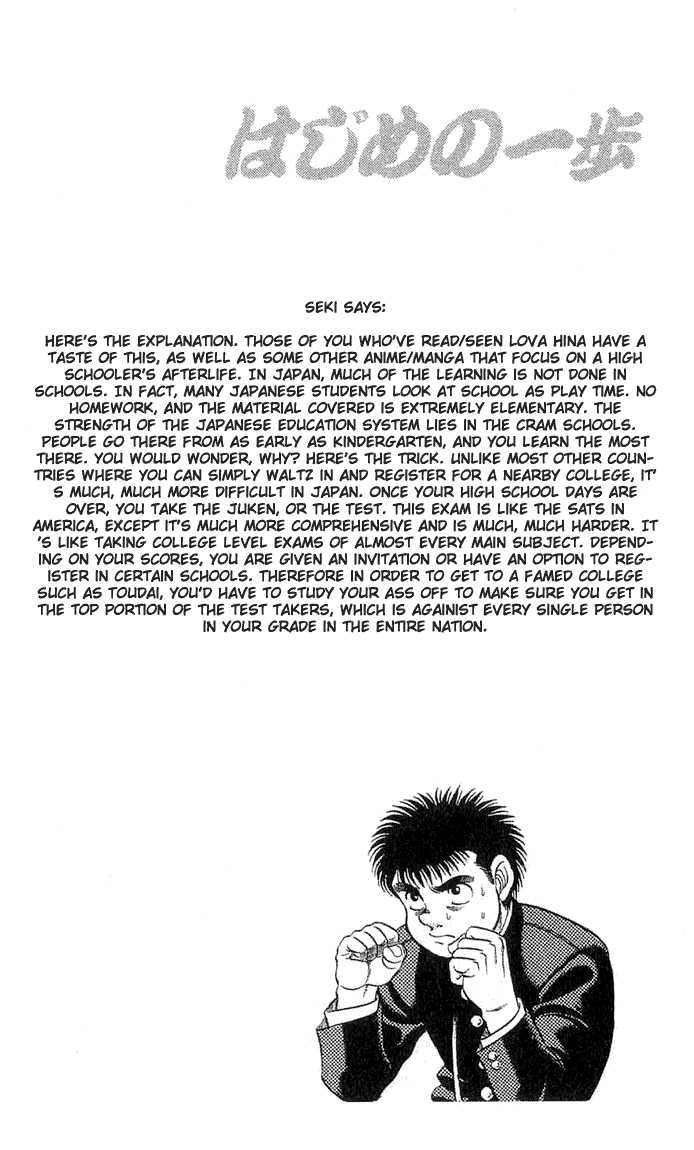 はじめの一歩
SEKI SAYS:
HERE'S THE EXPLANATION. THOSE OF YOU WHO'VE READ/SEEN LOVA HINA HAVE A
TASTE OF THIS, AS WELL AS SOME OTHER ANIME/MANGA THAT FOCUS ON A HIGH
SCHOOLER'S AFTERLIFE. IN JAPAN, MUCH OF THE LEARNING IS NOT DONE IN
SCHOOLS. IN FACT, MANY JAPANESE STUDENTS LOOK AT SCHOOL AS PLAY TIME. NO
HOMEWORK, AND THE MATERIAL COVERED IS EXTREMELY ELEMENTARY. THE
STRENGTH OF THE JAPANESE EDUCATION SYSTEM LIES IN THE CRAM SCHOOLS.
PEOPLE GO THERE FROM AS EARLY AS KINDERGARTEN, AND YOU LEARN THE MOST
THERE. YOU WOULD WONDER, WHY? HERE'S THE TRICK. UNLIKE MOST OTHER COUN-
TRIES WHERE YOU CAN SIMPLY WALTZ IN AND REGISTER FOR A NEARBY COLLEGE, IT'
S MUCH, MUCH MORE DIFFICULT IN JAPAN. ONCE YOUR HIGH SCHOOL DAYS ARE
OVER, YOU TAKE THE JUKEN, OR THE TEST. THIS EXAM IS LIKE THE SATS IN
AMERICA, EXCEPT IT'S MUCH MORE COMPREHENSIVE AND IS MUCH, MUCH HARDER. IT
'S LIKE TAKING COLLEGE LEVEL EXAMS OF ALMOST EVERY MAIN SUBJECT. DEPEND-
ING ON YOUR SCORES, YOU ARE GIVEN AN INVITATION OR HAVE AN OPTION TO REG-
ISTER IN CERTAIN SCHOOLS. THEREFORE IN ORDER TO GET TO A FAMED COLLEGE
SUCH AS TOUDAI, YOU'D HAVE TO STUDY YOUR ASS OFF TO MAKE SURE YOU GET IN
THE TOP PORTION OF THE TEST TAKERS, WHICH IS AGAINIST EVERY SINGLE PERSON
IN YOUR GRADE IN THE ENTIRE NATION.